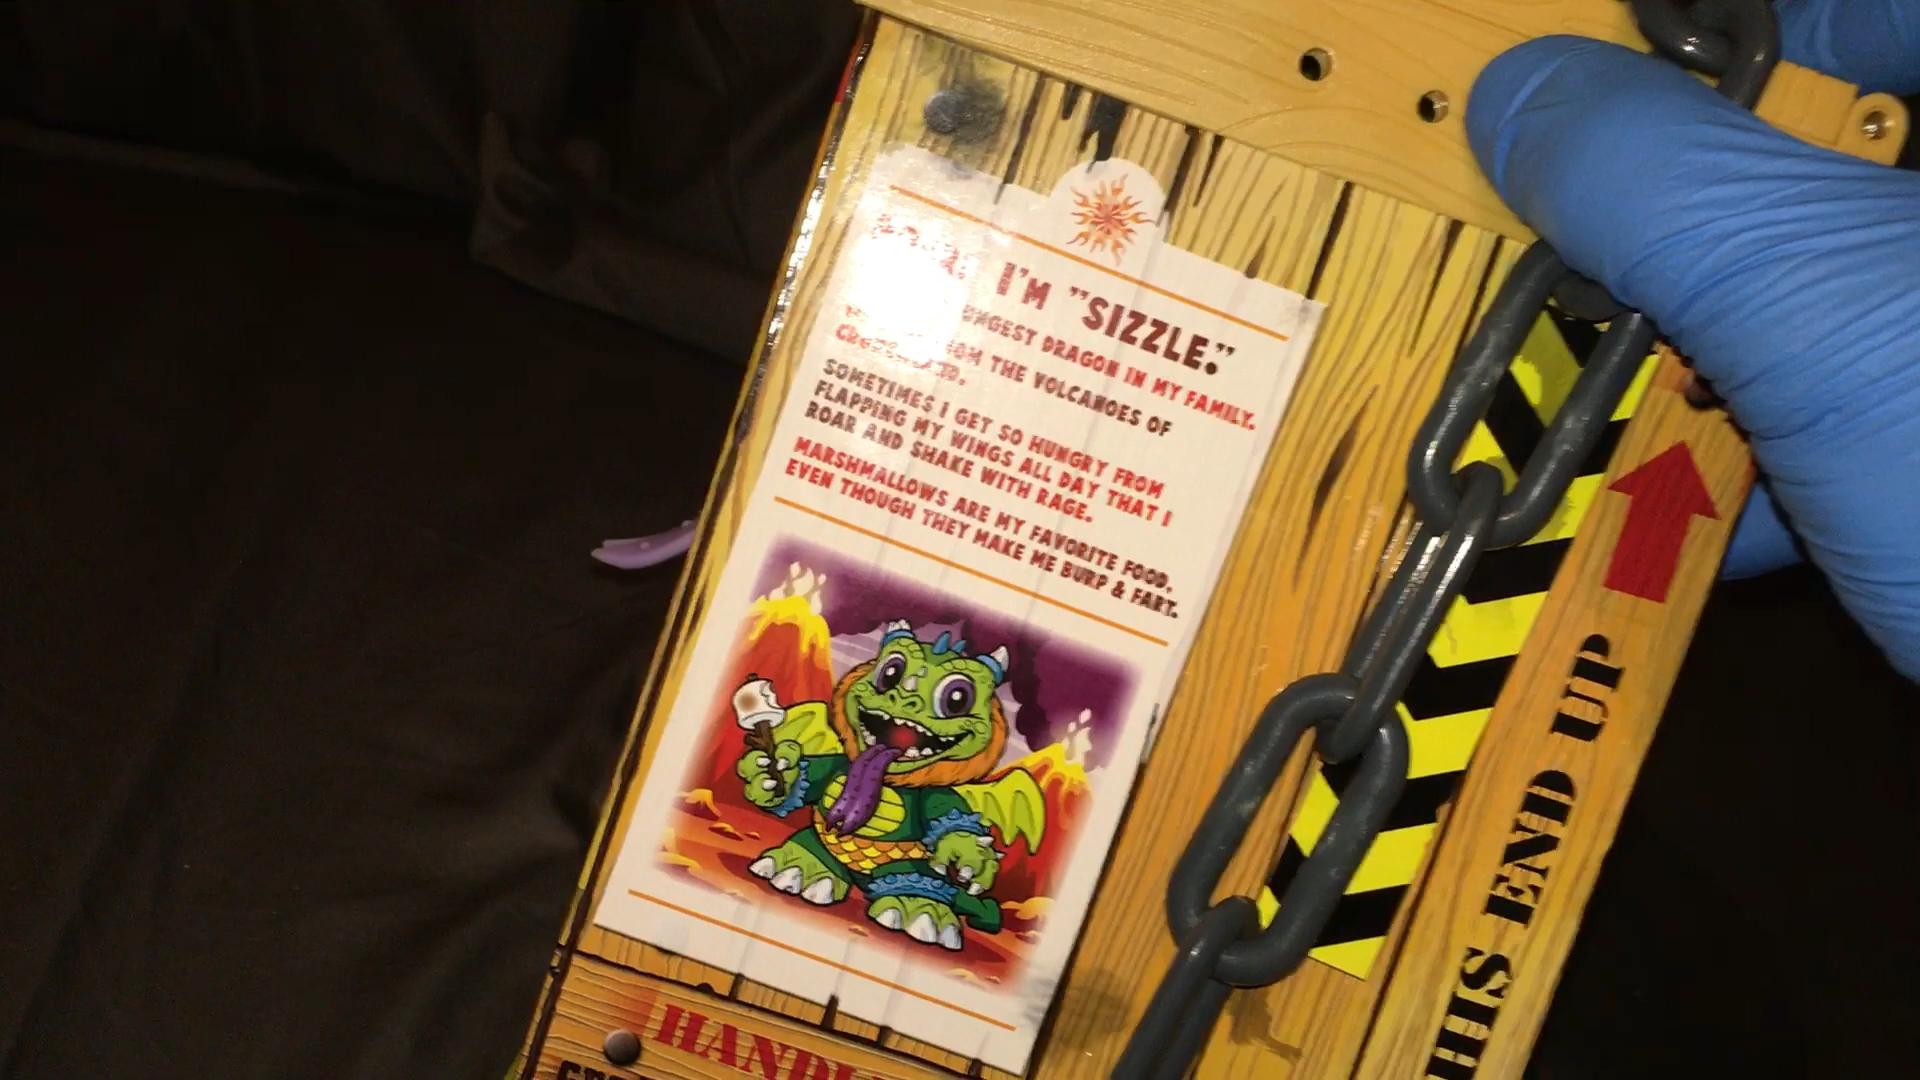 I'M "SIZZLE."
DRAGON IN MY FAMILY.
THE VOLCANOES OF
SOMETIMES I GET SO HUNGRY FROM
FLAPPING MY WINGS ALL DAY THAT I
ROAR AND SHAKE WITH RAGE.
MARSHMALLOWS ARE MY FAVORITE FOOD,
EVEN THOUGH THEY MAKE ME BURP & FART.
END UP